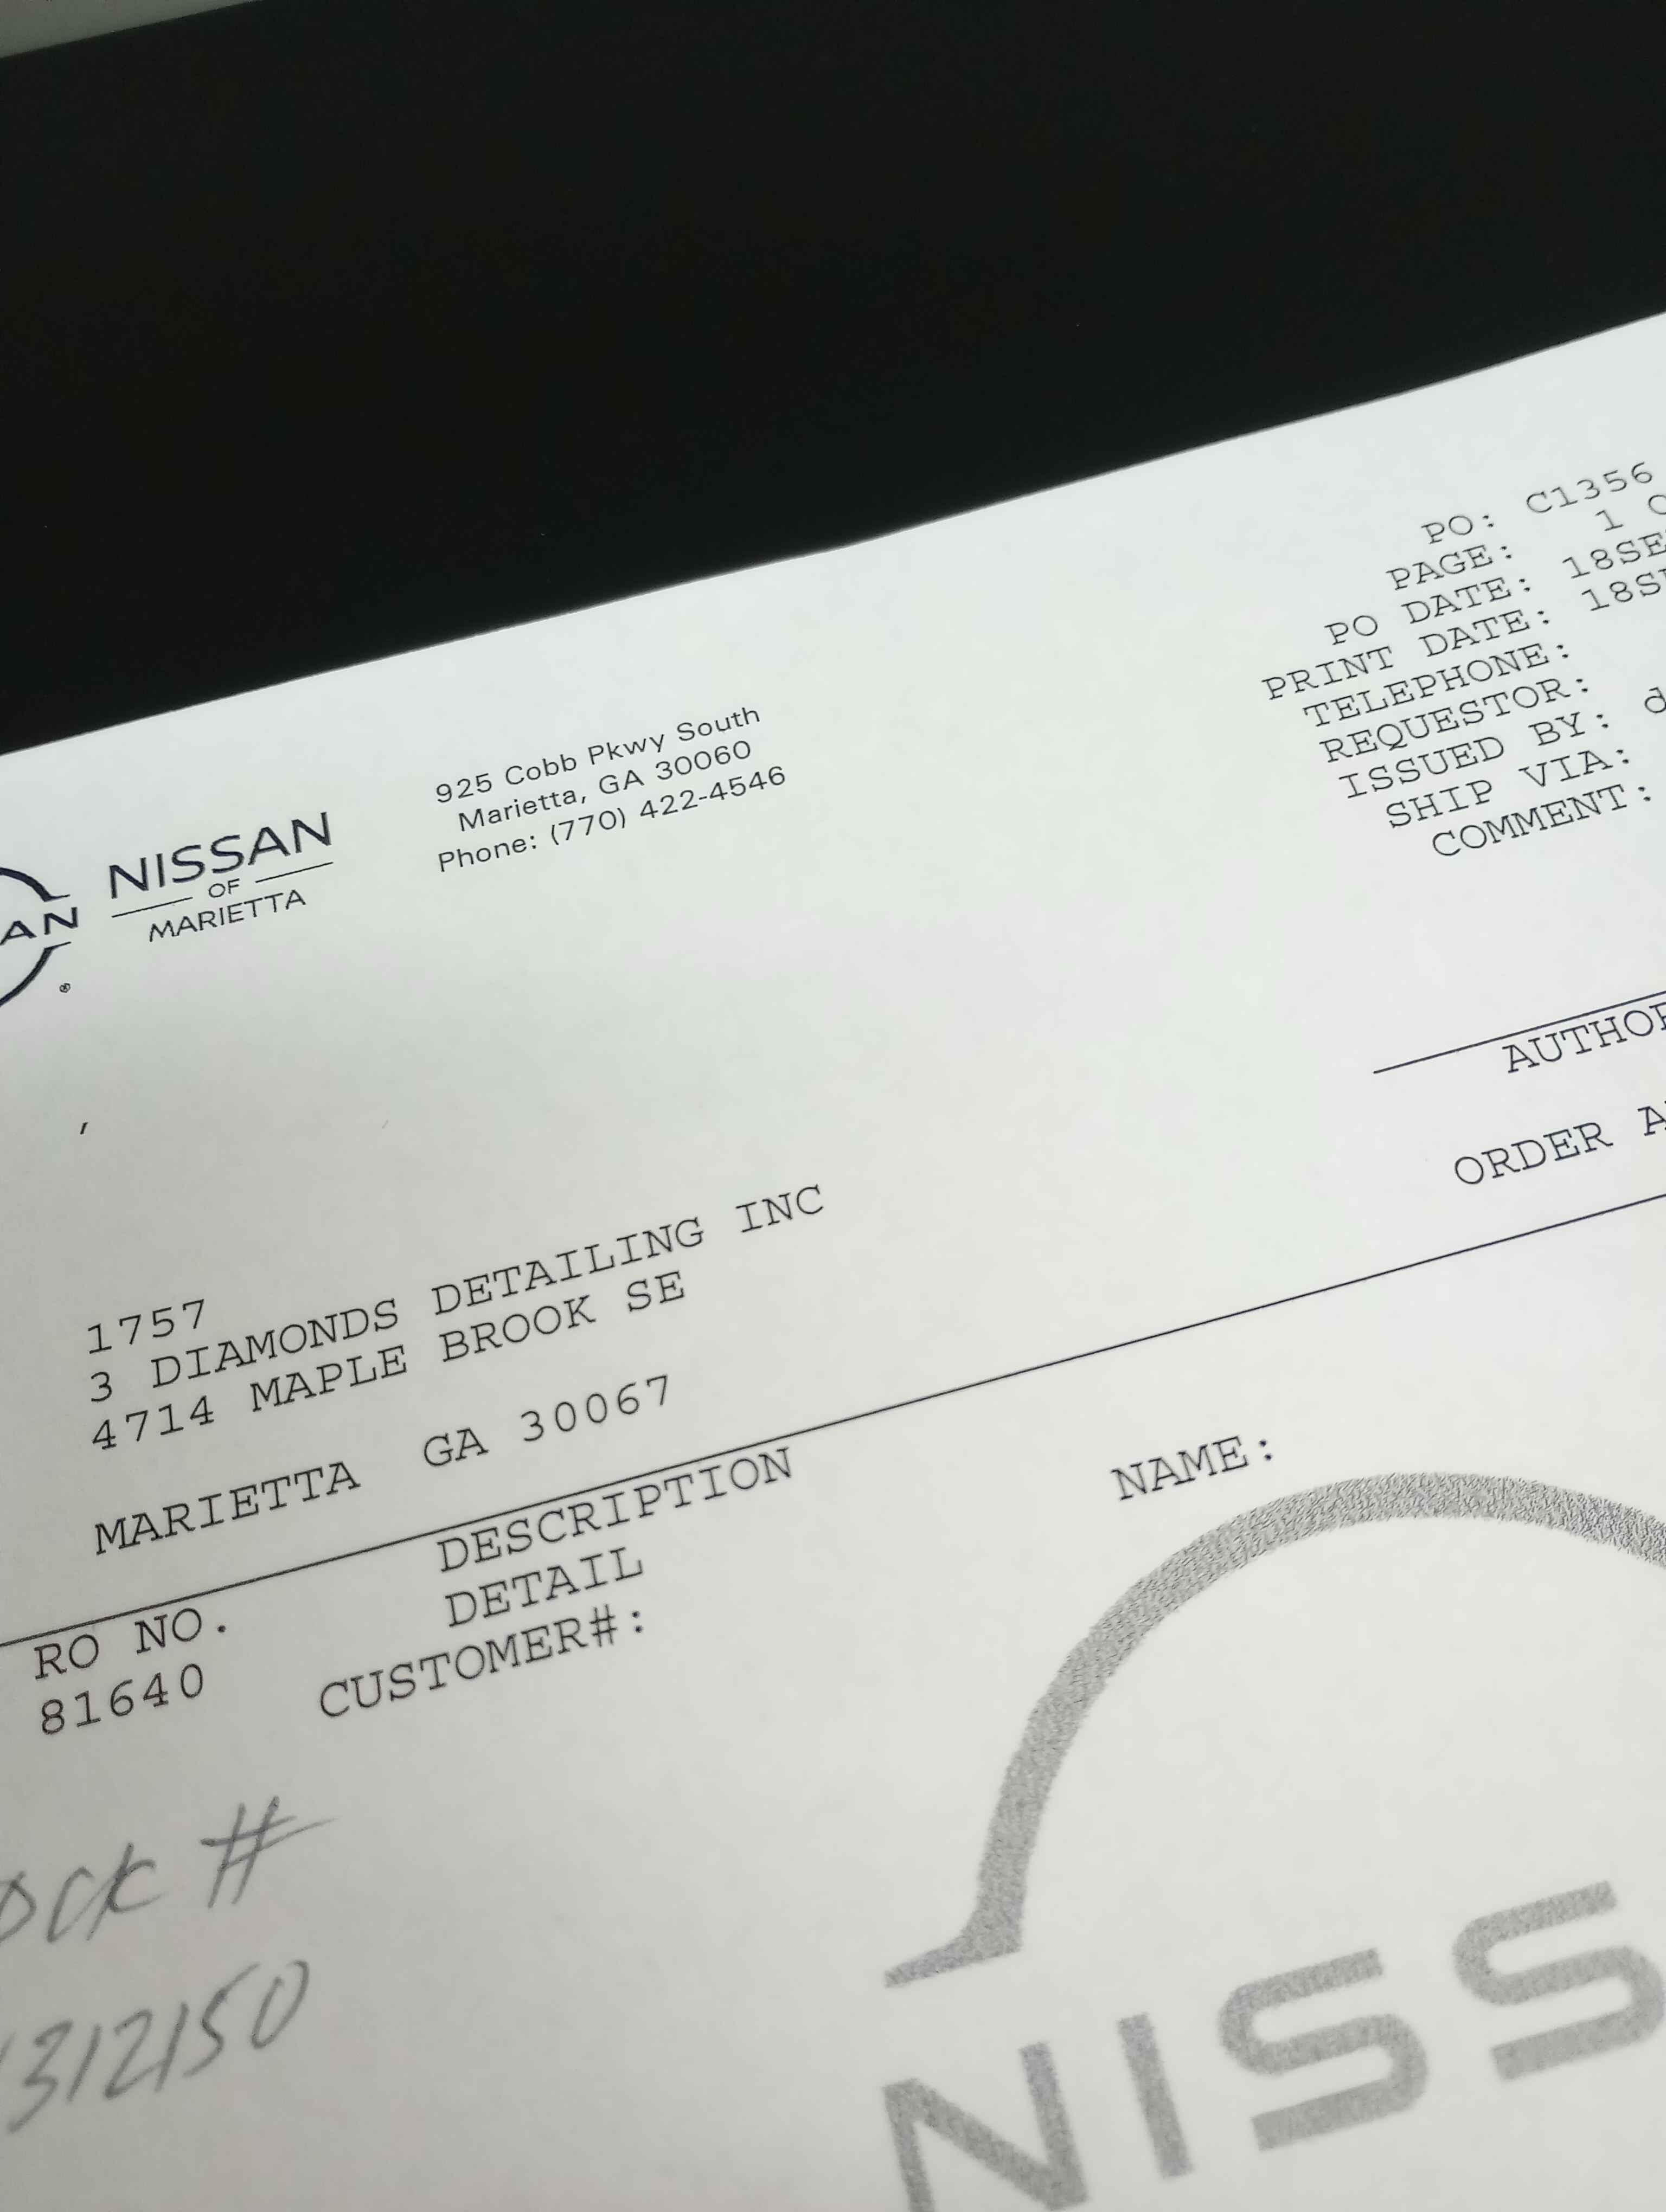 PO: C1356
PAGE: 1
PO DATE: 18SE
PRINT DATE: 18S
TELEPHONE:
REQUESTOR:
ISSUED BY: d
SHIP VIA:
COMMENT:
925 Cobb Pkwy South
Marietta, GA 30060
Phone: (770) 422-4546
AN
NISSAN
OF
MARIETTA
®
AUTHOR
ORDER A
,
1757
3 DIAMONDS DETAILING INC
4714 MAPLE BROOK SE
MARIETTA GA 30067
RO NO. DESCRIPTION
81640 DETAIL
CUSTOMER#: NAME:
ock #
312150
NISS